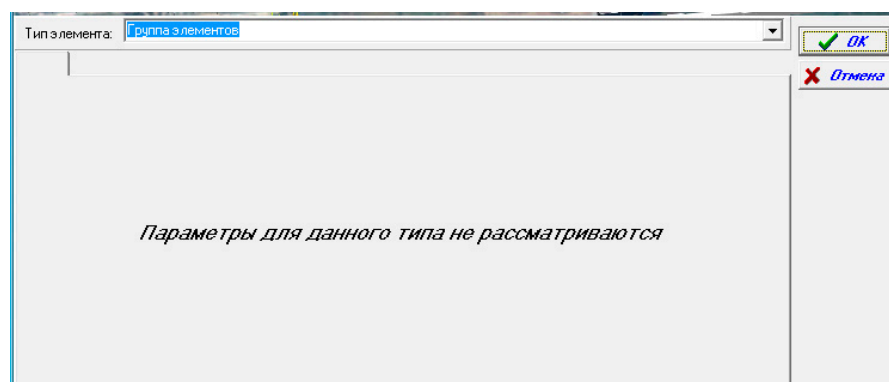 Тип элемента: Группа элементов
OK
Отмена
Параметры для данного типа не рассматриваются